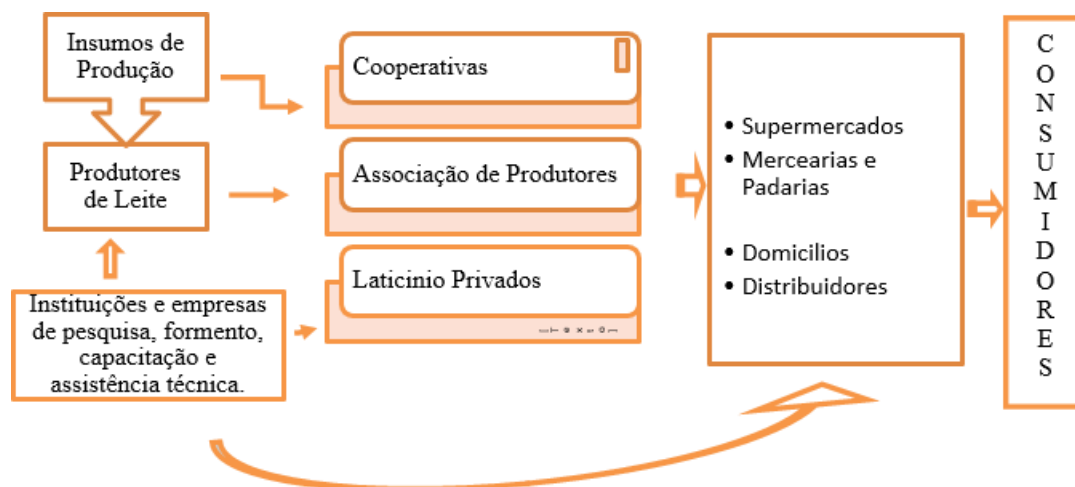 Insumos de
Produção
Produtores
de Leite
Instituições e empresas
de pesquisa, formento,
capacitação e
assistência técnica.
Cooperativas
Associação de Produtores
Laticínio Privados
• Supermercados
• Mercearias e
Padarias
• Domicilios
• Distribuidores
C
O
N
S
U
M
I
D
O
R
E
S